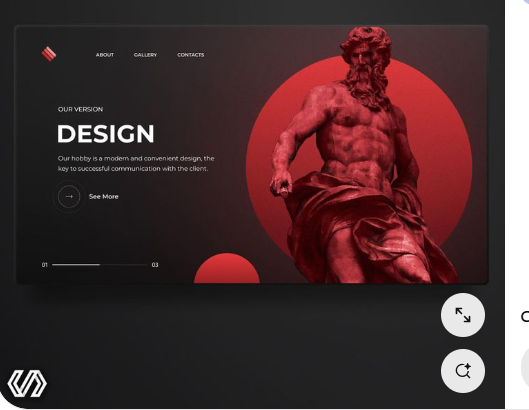 ABOUT GALLERY CONTACTS
OUR VERSION
DESIGN
Our hobby is a modern and convenient design, the
key to successful communication with the client.
See More
01 03